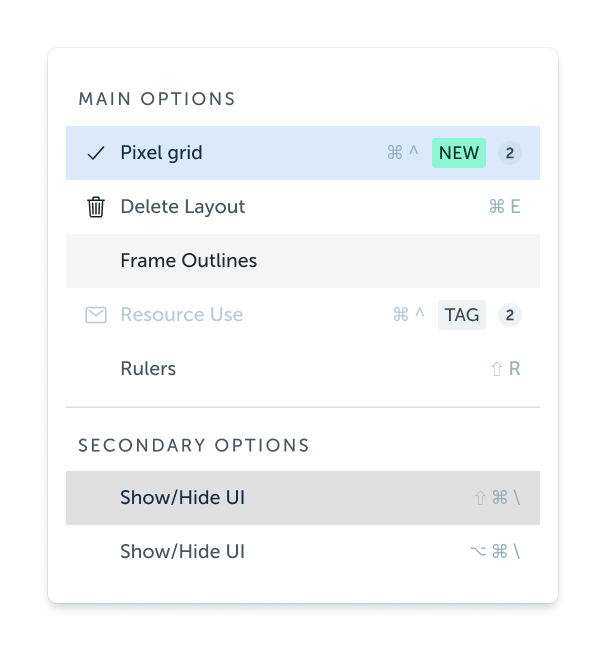 MAIN OPTIONS
Pixel grid ⌘ ^ NEW 2
Delete Layout ⌘ E
Frame Outlines
Resource Use ⌘ ^ TAG 2
Rulers ⇧ R
SECONDARY OPTIONS
Show/Hide UI ⇧ ⌘ \
Show/Hide UI ⌥ ⌘ \